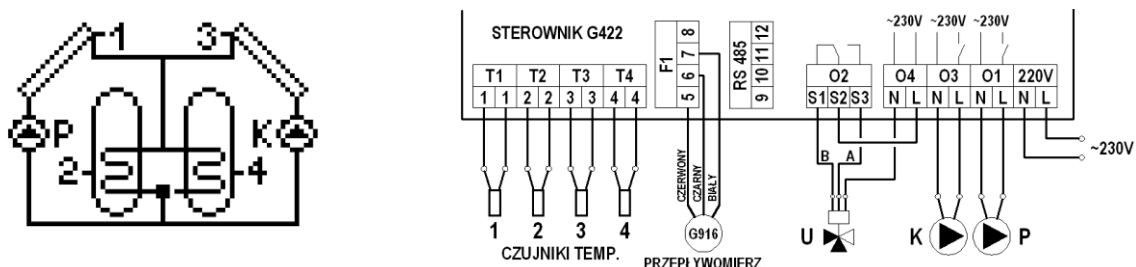 1 3
P K
2 4
STEROWNIK G422
T1 T2 T3 T4
1 1 2 2 3 3 4 4
1 2 3 4
CZUJNIKI TEMP.
F1
8
7
6
5
CZERWONY
CZARNY
BIAŁY
G916
PRZEPŁYWOMIERZ
RS 485
9 10 11 12
~230V ~230V ~230V
O2 O4 O3 O1 220V
S1 S2 S3 N L N L N L N L
B A
~230V
U K P